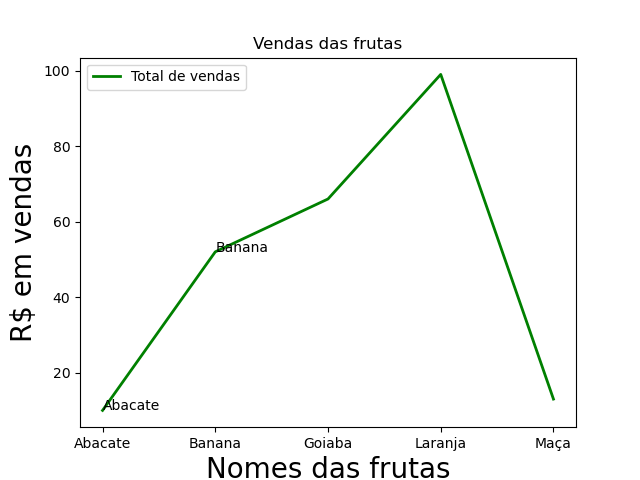 Vendas das frutas
Total de vendas
R$ em vendas
100
80
60
40
20
Banana
Abacate
Abacate Banana Goiaba Laranja Maça
Nomes das frutas